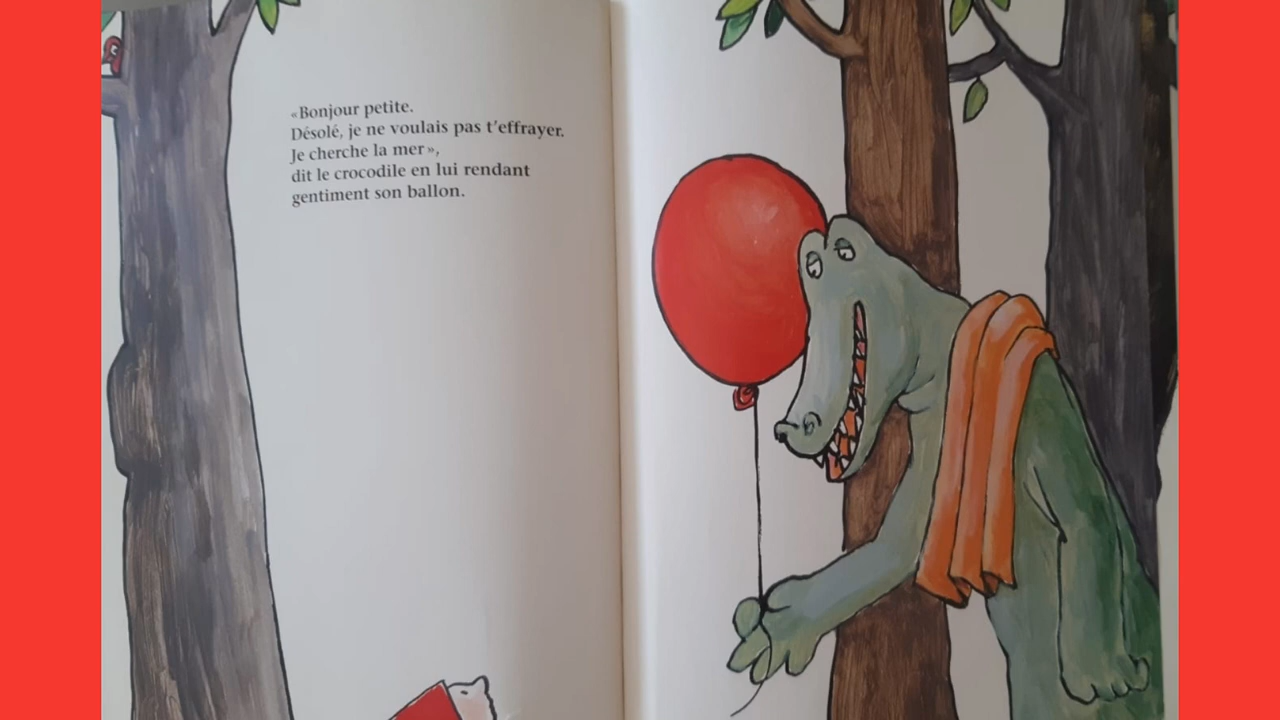 «Bonjour petite.
Désolé, je ne voulais pas t'effrayer.
Je cherche la mer»,
dit le crocodile en lui rendant
gentiment son ballon.